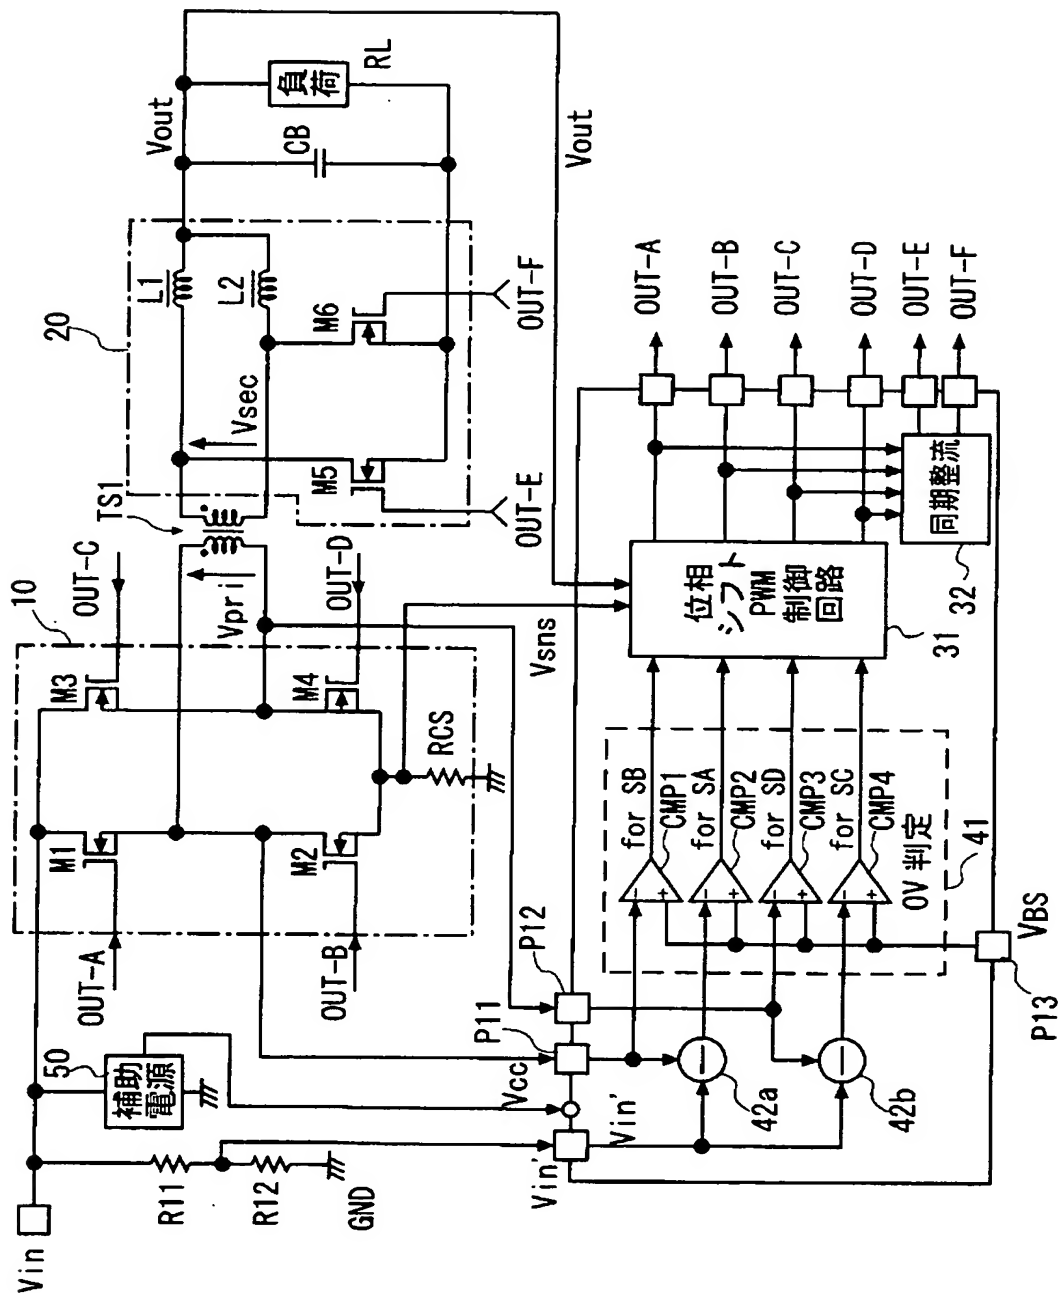 Vin
R11
R12
GND
50
補助
電源
OUT-A
OUT-B
10
M1
M2
M3
M4
RCS
OUT-C
OUT-D
Vpri
TS1
20
Vsec
L1
L2
M5
M6
OUT-E
OUT-F
Vout
CB
負荷
RL
Vout
Vsns
Vin'
Vin'
Vcc
P11
P12
42a
42b
for SB
CMP1
for SA
CMP2
for SD
CMP3
for SC
CMP4
0V 判定
41
P13
VBS
位相
シフト
PWM
制御
回路
31
同期整流
32
OUT-A
OUT-B
OUT-C
OUT-D
OUT-E
OUT-F
- +
- +
- +
- +